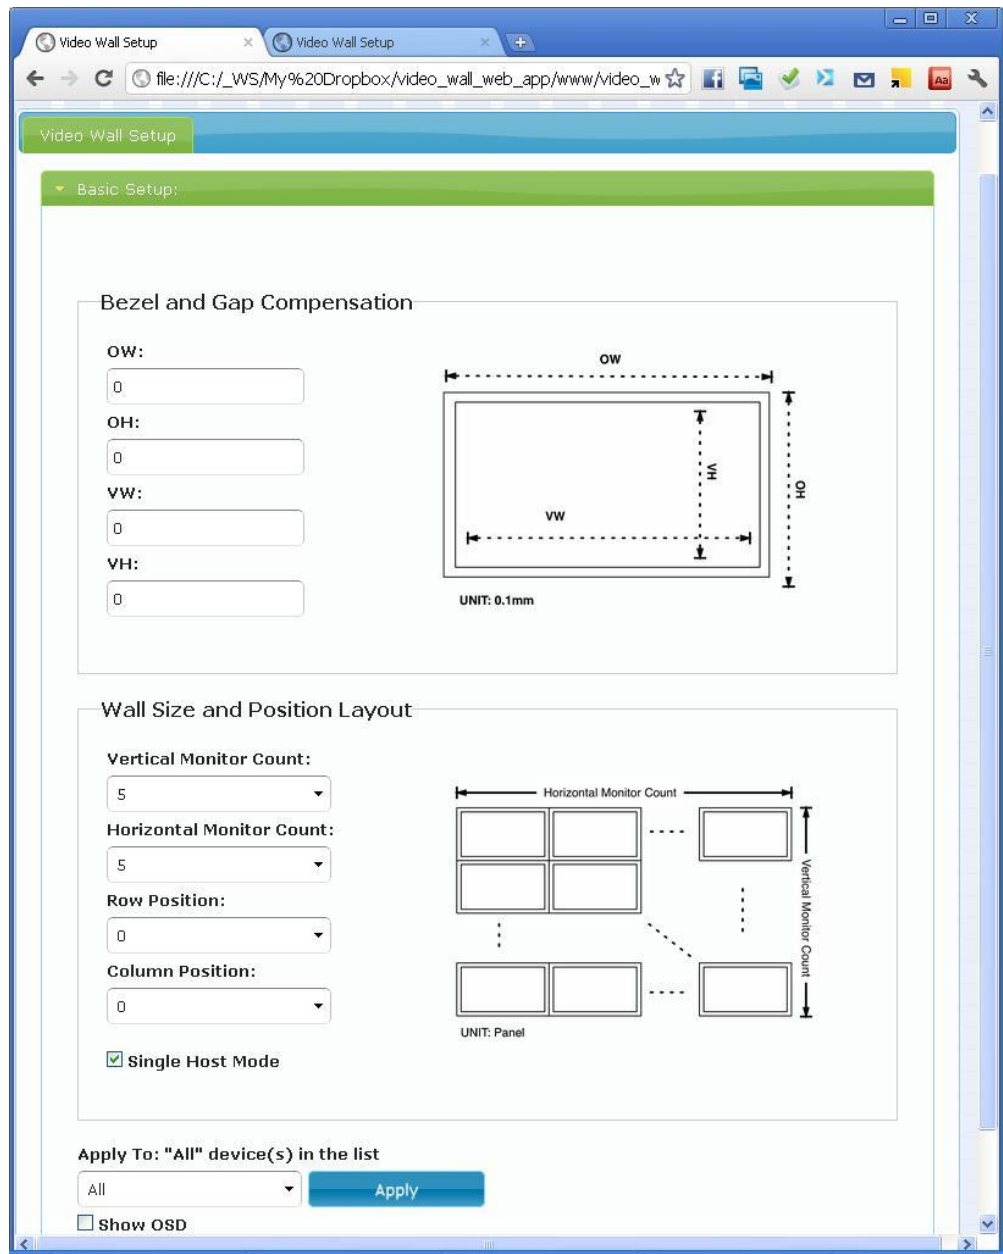 Video Wall Setup
Video Wall Setup
file:///C:/_WS/My%20Dropbox/video_wall_web_app/www/video_w
Aa
Video Wall Setup
Basic Setup:
Bezel and Gap Compensation
OW:
0
OH:
0
VW:
0
VH:
0
OW
VH
OH
VW
UNIT: 0.1mm
Wall Size and Position Layout
Vertical Monitor Count:
5
Horizontal Monitor Count:
5
Row Position:
0
Column Position:
0
Single Host Mode
Horizontal Monitor Count
Vertical Monitor Count
UNIT: Panel
Apply To: "All" device(s) in the list
All
Apply
Show OSD